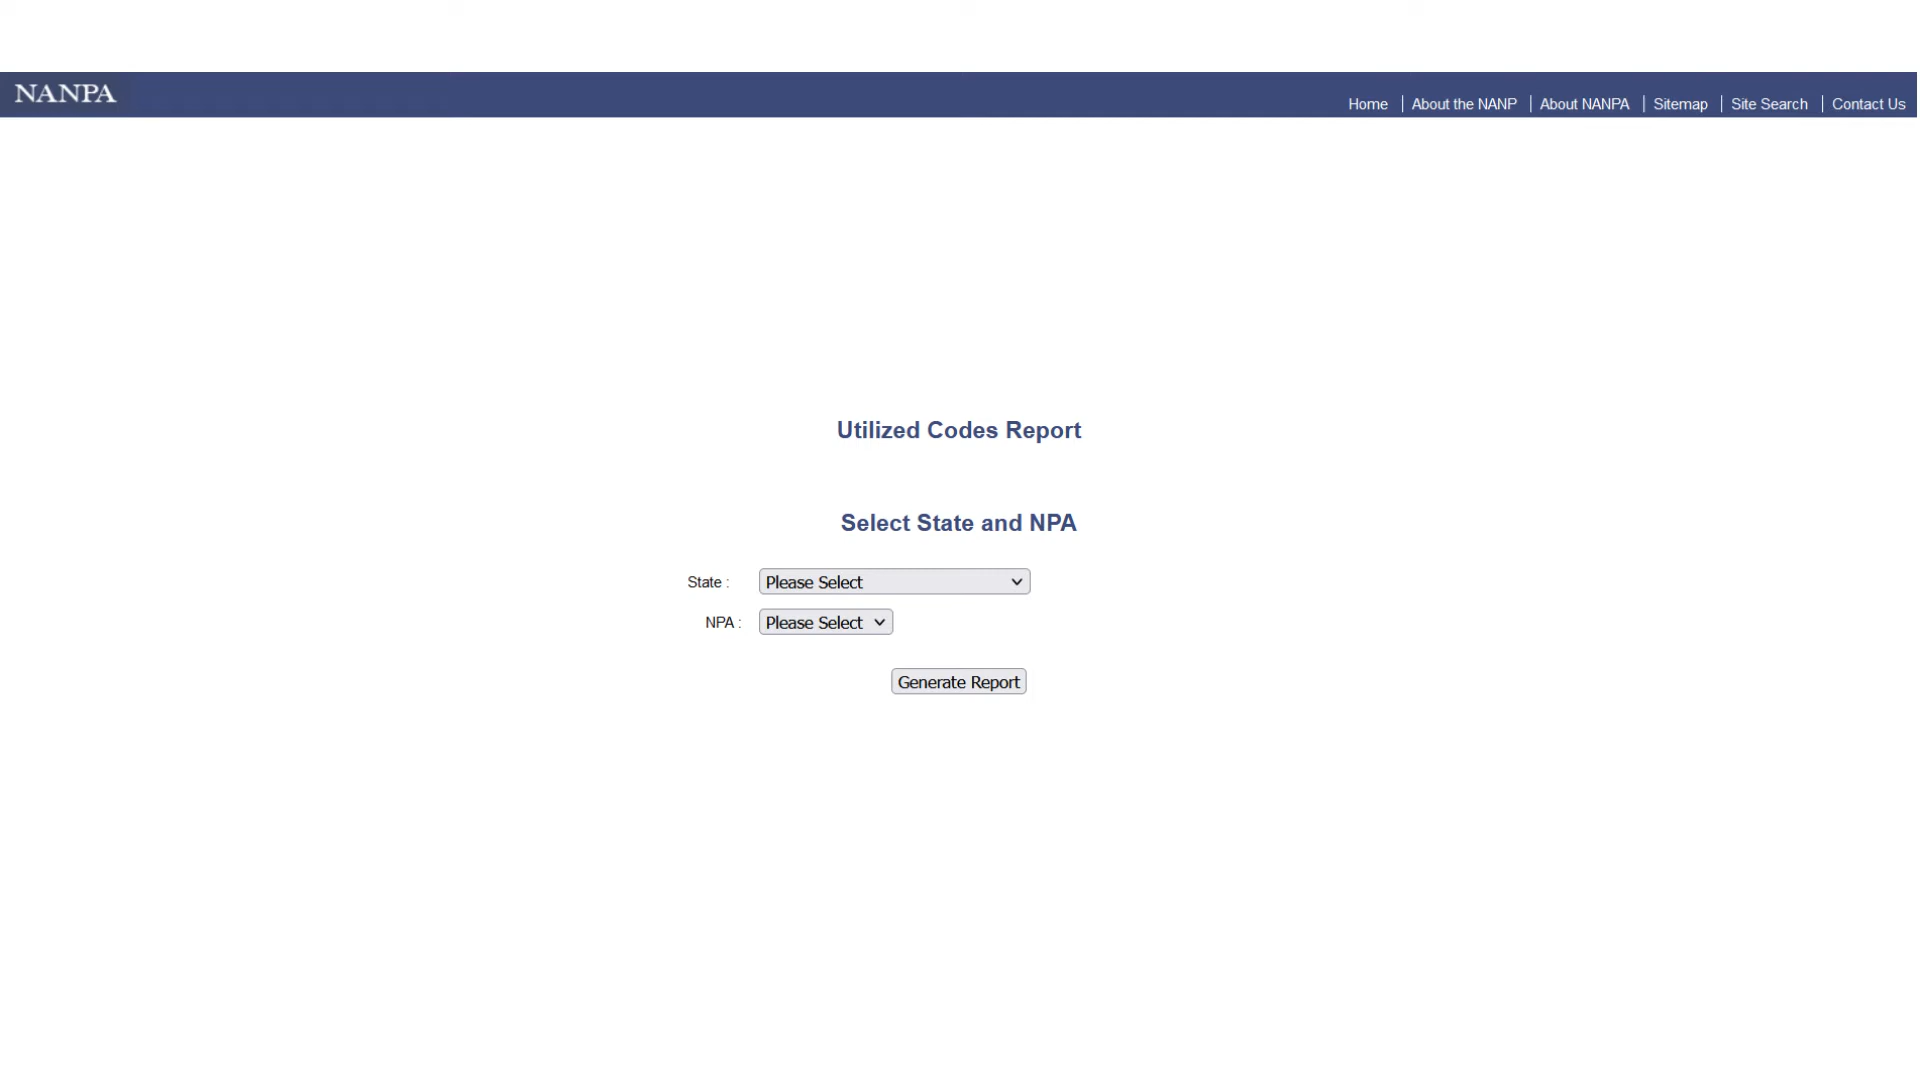 NANPA
Home | About the NANP | About NANPA | Sitemap | Site Search | Contact Us
Utilized Codes Report
Select State and NPA
State : Please Select
NPA : Please Select
Generate Report